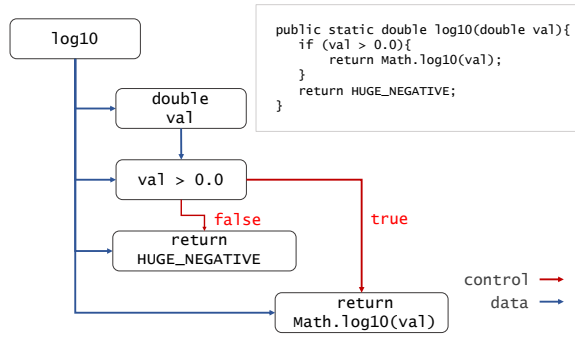 log10
public static double log10(double val){
if (val > 0.0){
return Math.log10(val);
}
return HUGE_NEGATIVE;
}
double
val
val > 0.0
false
true
return
HUGE_NEGATIVE
control
data
return
Math.log10(val)